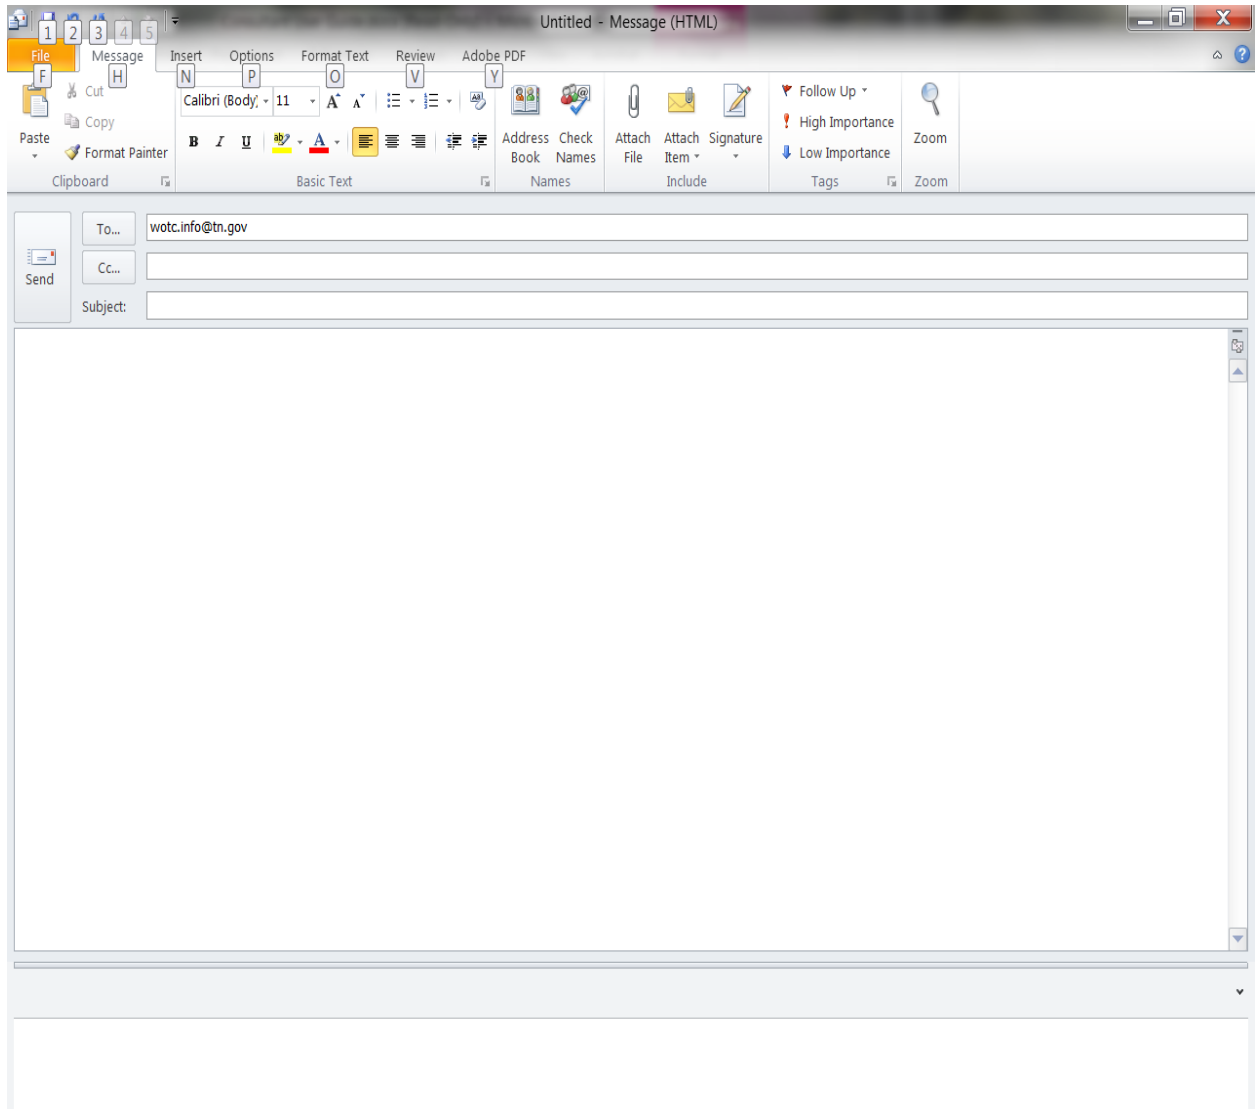 Untitled - Message (HTML)
1 2 3 4 5
File Message Insert Options Format Text Review Adobe PDF
F H N P O V Y
Paste
Cut
Copy
Format Painter
Clipboard
Calibri (Body) 11 A A
B I U ab A
Basic Text
Address Book
Check Names
Names
Attach File
Attach Item
Signature
Include
Follow Up
High Importance
Low Importance
Tags
Zoom
Zoom
Send
To... wotc.info@tn.gov
Cc...
Subject: